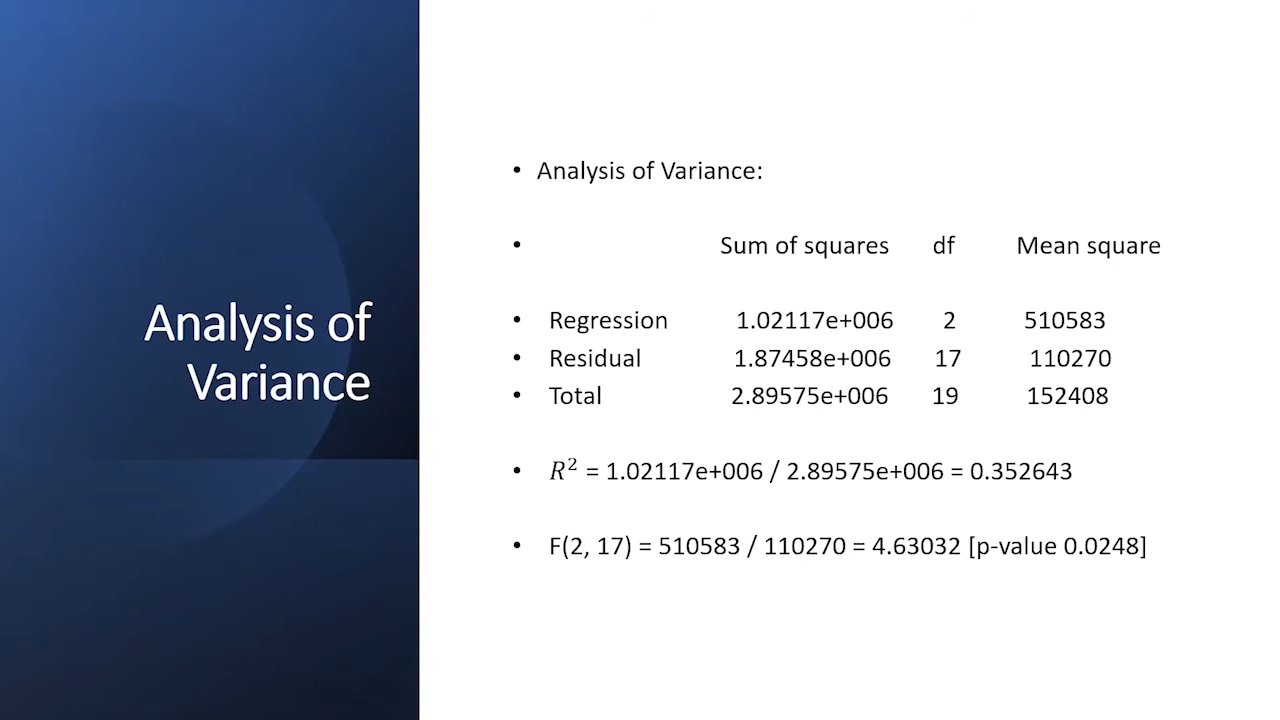 Analysis of
Variance
• Analysis of Variance:
• Sum of squares df Mean square
• Regression 1.02117e+006 2 510583
• Residual 1.87458e+006 17 110270
• Total 2.89575e+006 19 152408
• R² = 1.02117e+006 / 2.89575e+006 = 0.352643
• F(2, 17) = 510583 / 110270 = 4.63032 [p-value 0.0248]